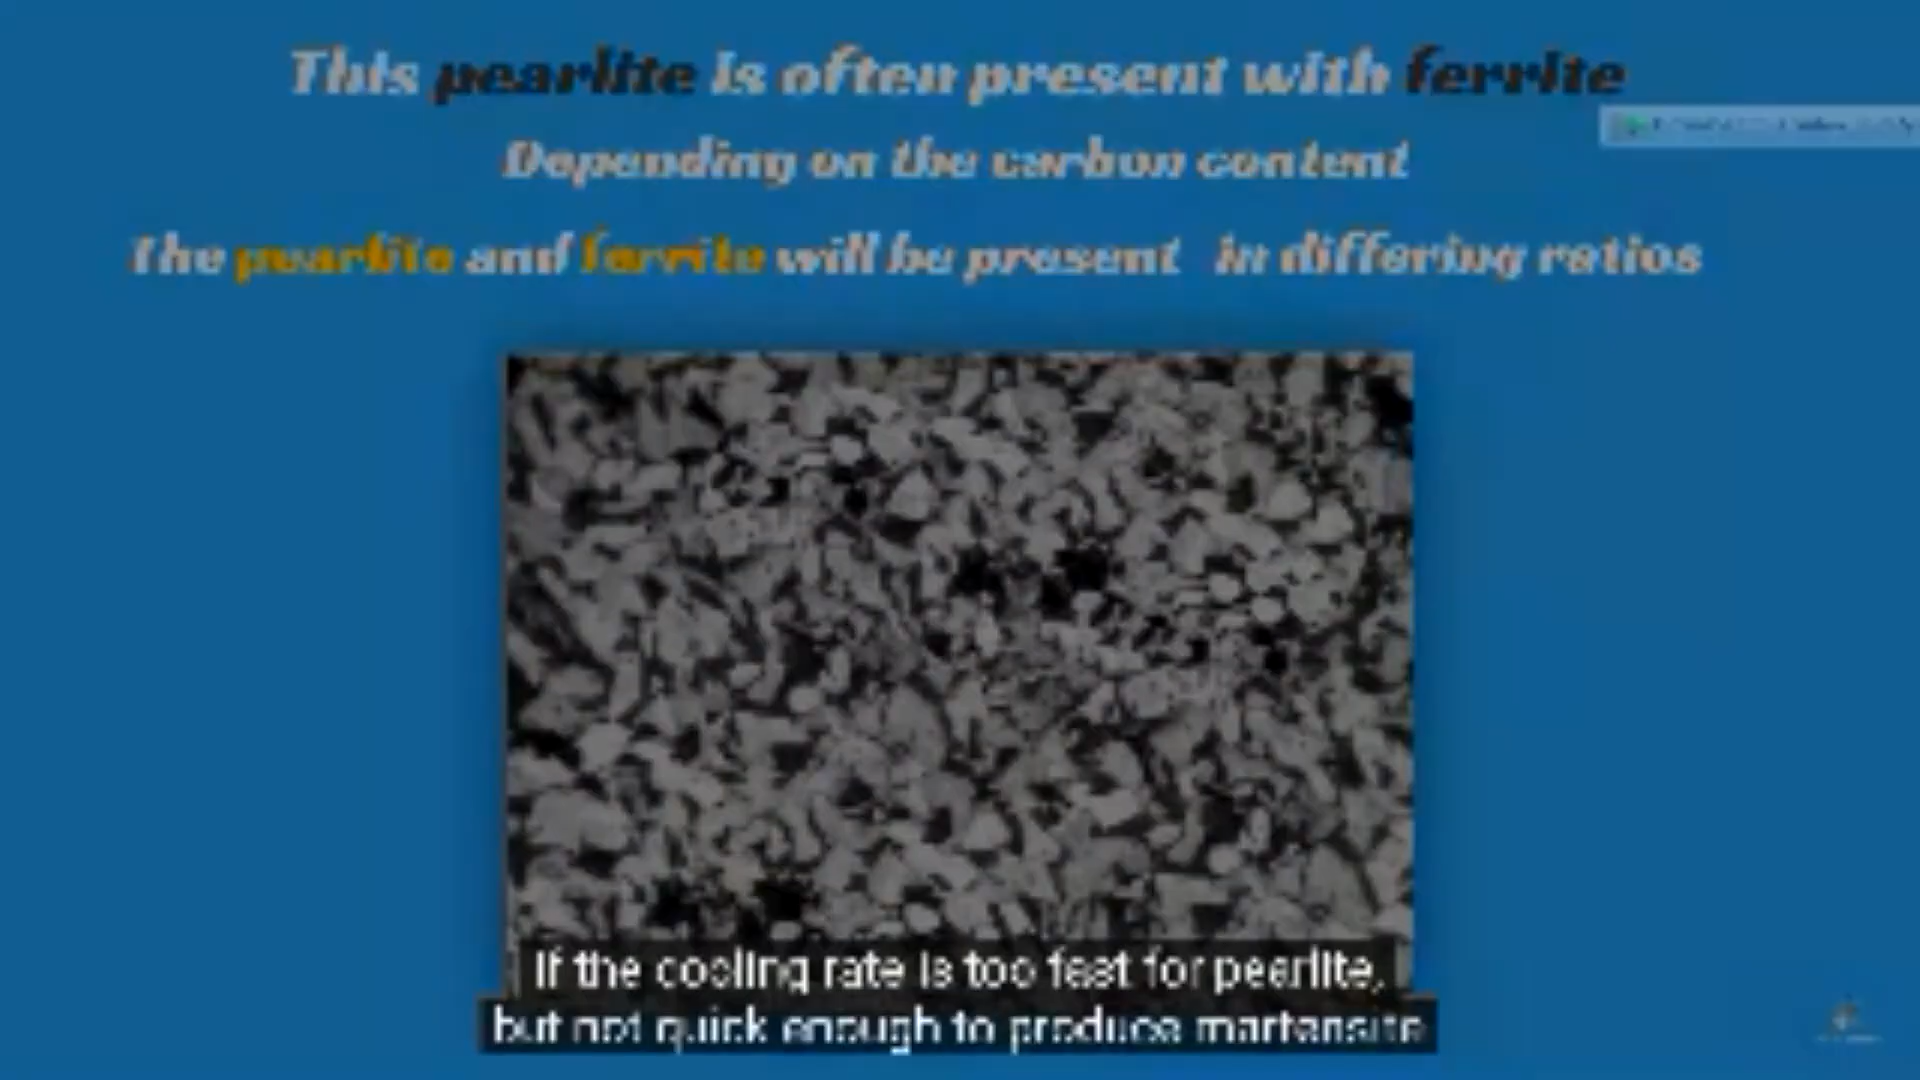 This pearlite is often present with ferrite
Depending on the carbon content
The pearlite and ferrite will be present in differing ratios
If the cooling rate is too fast for pearlite,
but not quick enough to produce martensite